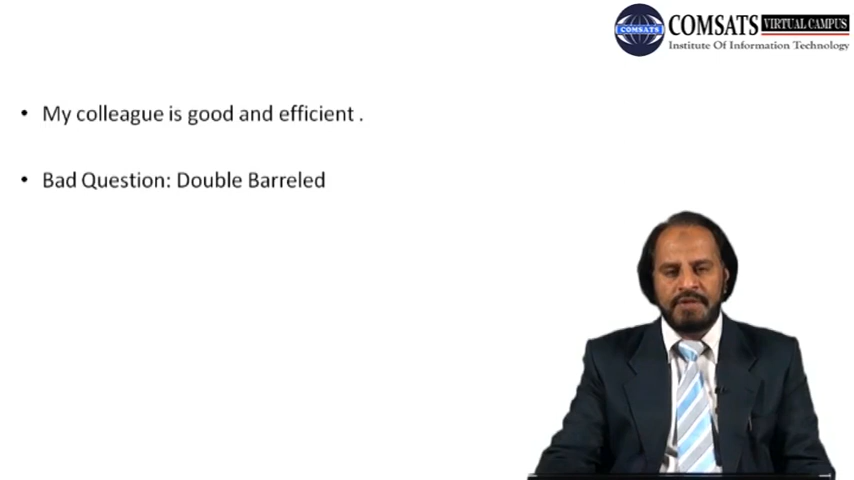 COMSATS VIRTUAL CAMPUS
COMSATS
Institute Of Information Technology
• My colleague is good and efficient .
• Bad Question: Double Barreled